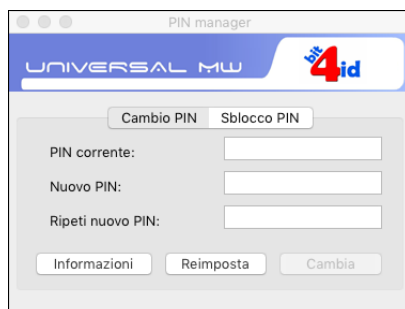 PIN manager
UNIVERSAL MW
bit4id
Cambio PIN Sblocco PIN
PIN corrente:
Nuovo PIN:
Ripeti nuovo PIN:
Informazioni Reimposta Cambia